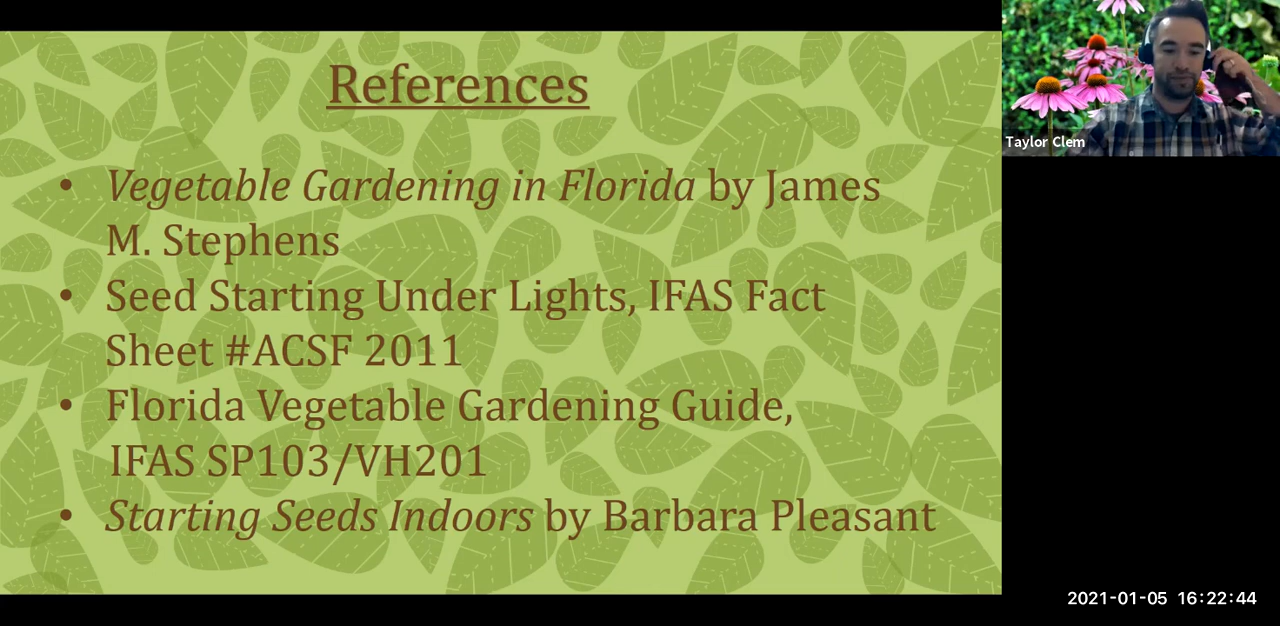 References
• Vegetable Gardening in Florida by James
M. Stephens
• Seed Starting Under Lights, IFAS Fact
Sheet #ACSF 2011
• Florida Vegetable Gardening Guide,
IFAS SP103/VH201
• Starting Seeds Indoors by Barbara Pleasant
Taylor Clem
2021-01-05 16:22:44